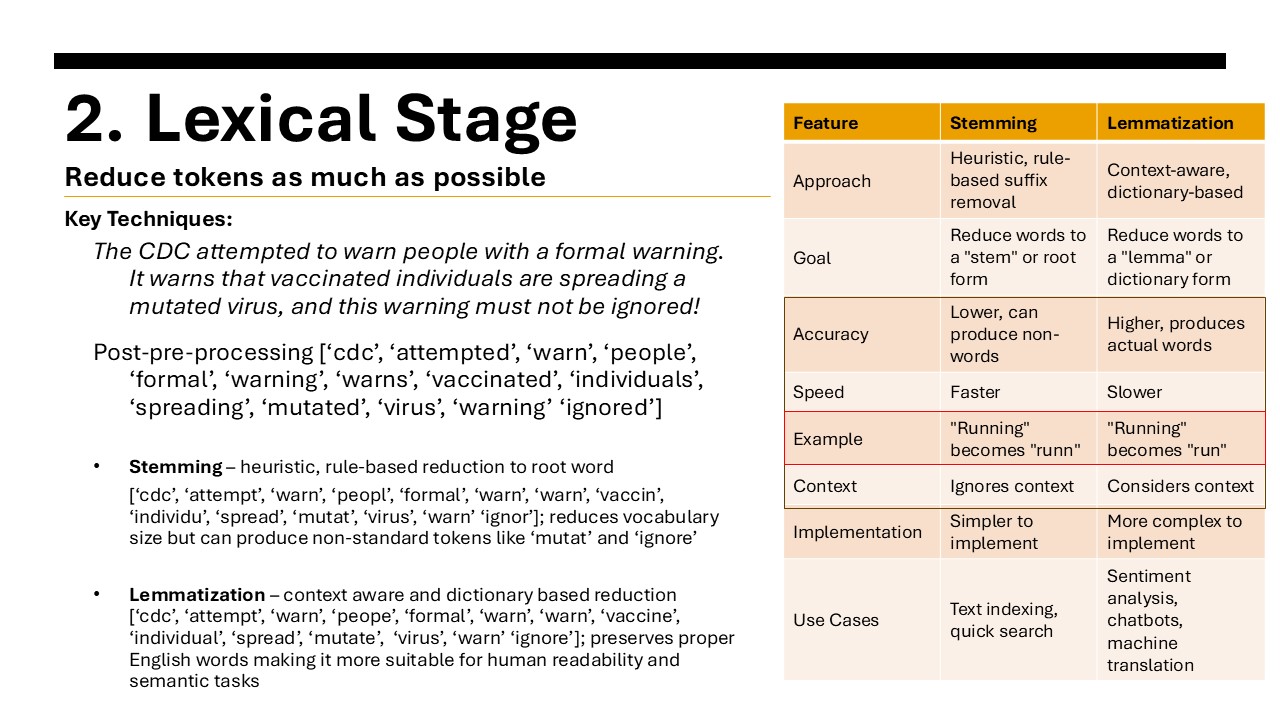 2. Lexical Stage
Reduce tokens as much as possible
Key Techniques:
The CDC attempted to warn people with a formal warning.
It warns that vaccinated individuals are spreading a
mutated virus, and this warning must not be ignored!
Post-pre-processing [‘cdc’, ‘attempted’, ‘warn’, ‘people’,
‘formal’, ‘warning’, ‘warns’, ‘vaccinated’, ‘individuals’,
‘spreading’, ‘mutated’, ‘virus’, ‘warning’ ‘ignored’]
• Stemming – heuristic, rule-based reduction to root word
[‘cdc’, ‘attempt’, ‘warn’, ‘peopl’, ‘formal’, ‘warn’, ‘warn’, ‘vaccin’,
‘individu’, ‘spread’, ‘mutat’, ‘virus’, ‘warn’ ‘ignor’]; reduces vocabulary
size but can produce non-standard tokens like ‘mutat’ and ‘ignore’
• Lemmatization – context aware and dictionary based reduction
[‘cdc’, ‘attempt’, ‘warn’, ‘peope’, ‘formal’, ‘warn’, ‘warn’, ‘vaccine’,
‘individual’, ‘spread’, ‘mutate’, ‘virus’, ‘warn’ ‘ignore’]; preserves proper
English words making it more suitable for human readability and
semantic tasks
Feature Stemming Lemmatization
Approach
Heuristic, rule-
based suffix
removal
Context-aware,
dictionary-based
Goal
Reduce words to
a "stem" or root
form
Reduce words to
a "lemma" or
dictionary form
Accuracy
Lower, can
produce non-
words
Higher, produces
actual words
Speed Faster Slower
Example
"Running"
becomes "runn"
"Running"
becomes "run"
Context Ignores context Considers context
Implementation
Simpler to
implement
More complex to
implement
Use Cases
Text indexing,
quick search
Sentiment
analysis,
chatbots,
machine
translation